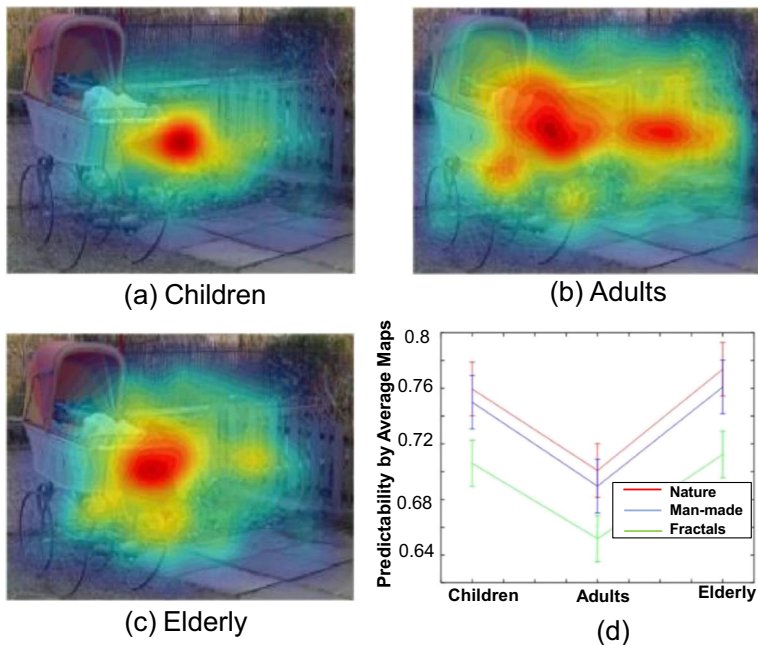 (a) Children
(b) Adults
(c) Elderly
Predictability by Average Maps
0.8
0.76
0.72
0.68
0.64
Nature
Man-made
Fractals
Children
Adults
Elderly
(d)